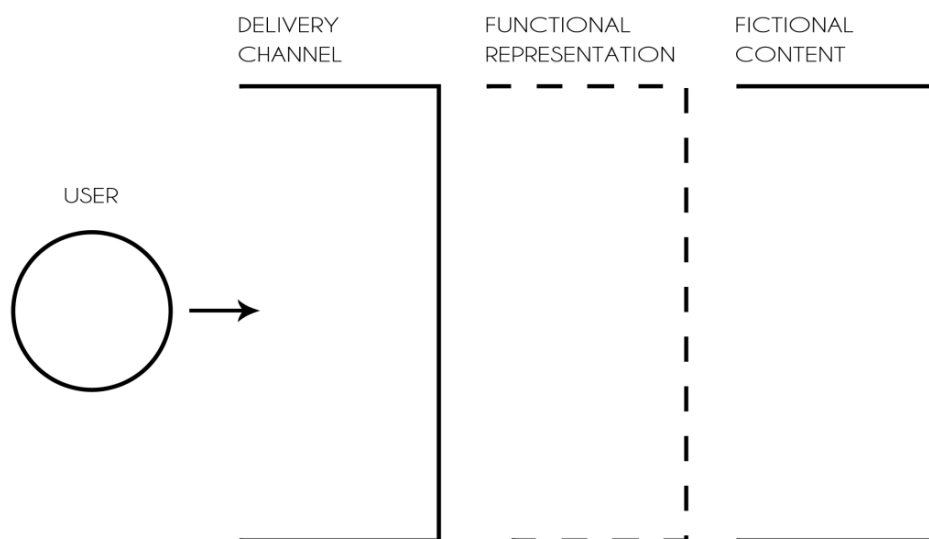 DELIVERY
CHANNEL
FUNCTIONAL
REPRESENTATION
FICTIONAL
CONTENT
USER